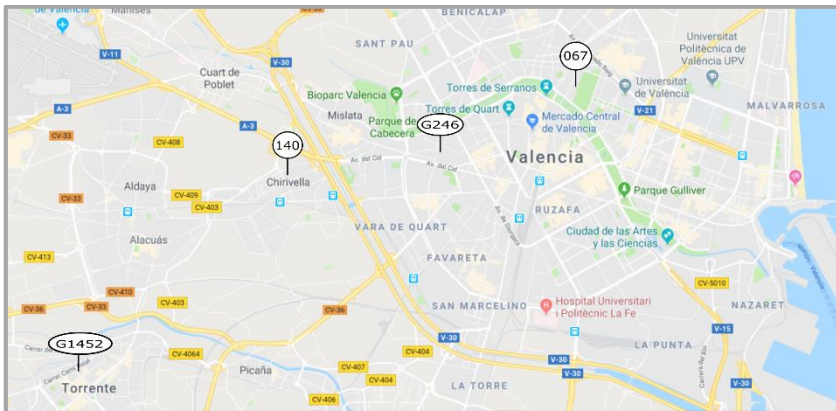 de Valencia
Manises
BENICALAP
V-30
V-11
SANT PAU
067
Universitat
Politècnica de
València UPV
Cuart de
Poblet
Torres de Serranos
Bioparc Valencia
Universitat
de València
A-3
Mislata
Torres de Quart
V-21
MALVARROSA
Parque de
Cabecera
G246
Mercado Central
de Valencia
CV-33
A-3
CV-408
140
Av. del Cid
Av. del Cid
Valencia
Chirivella
Aldaya
CV-409
CV-33
CV-403
Parque Gulliver
RUZAFA
VARA DE QUART
Alacuás
Ciudad de las Artes
y las Ciencias
CV-413
FAVARETA
CV-410
CV-5010
CV-403
CV-36
CV-33
CV-36
SAN MARCELINO
Hospital Universitari
i Politècnic La Fe
NAZARET
V-15
G1452
V-30
LA PUNTA
CV-4064
CV-404
V-30
Picaña
CV-407
CV-404
Torrente
LA TORRE
V-30
V-30
CV-406